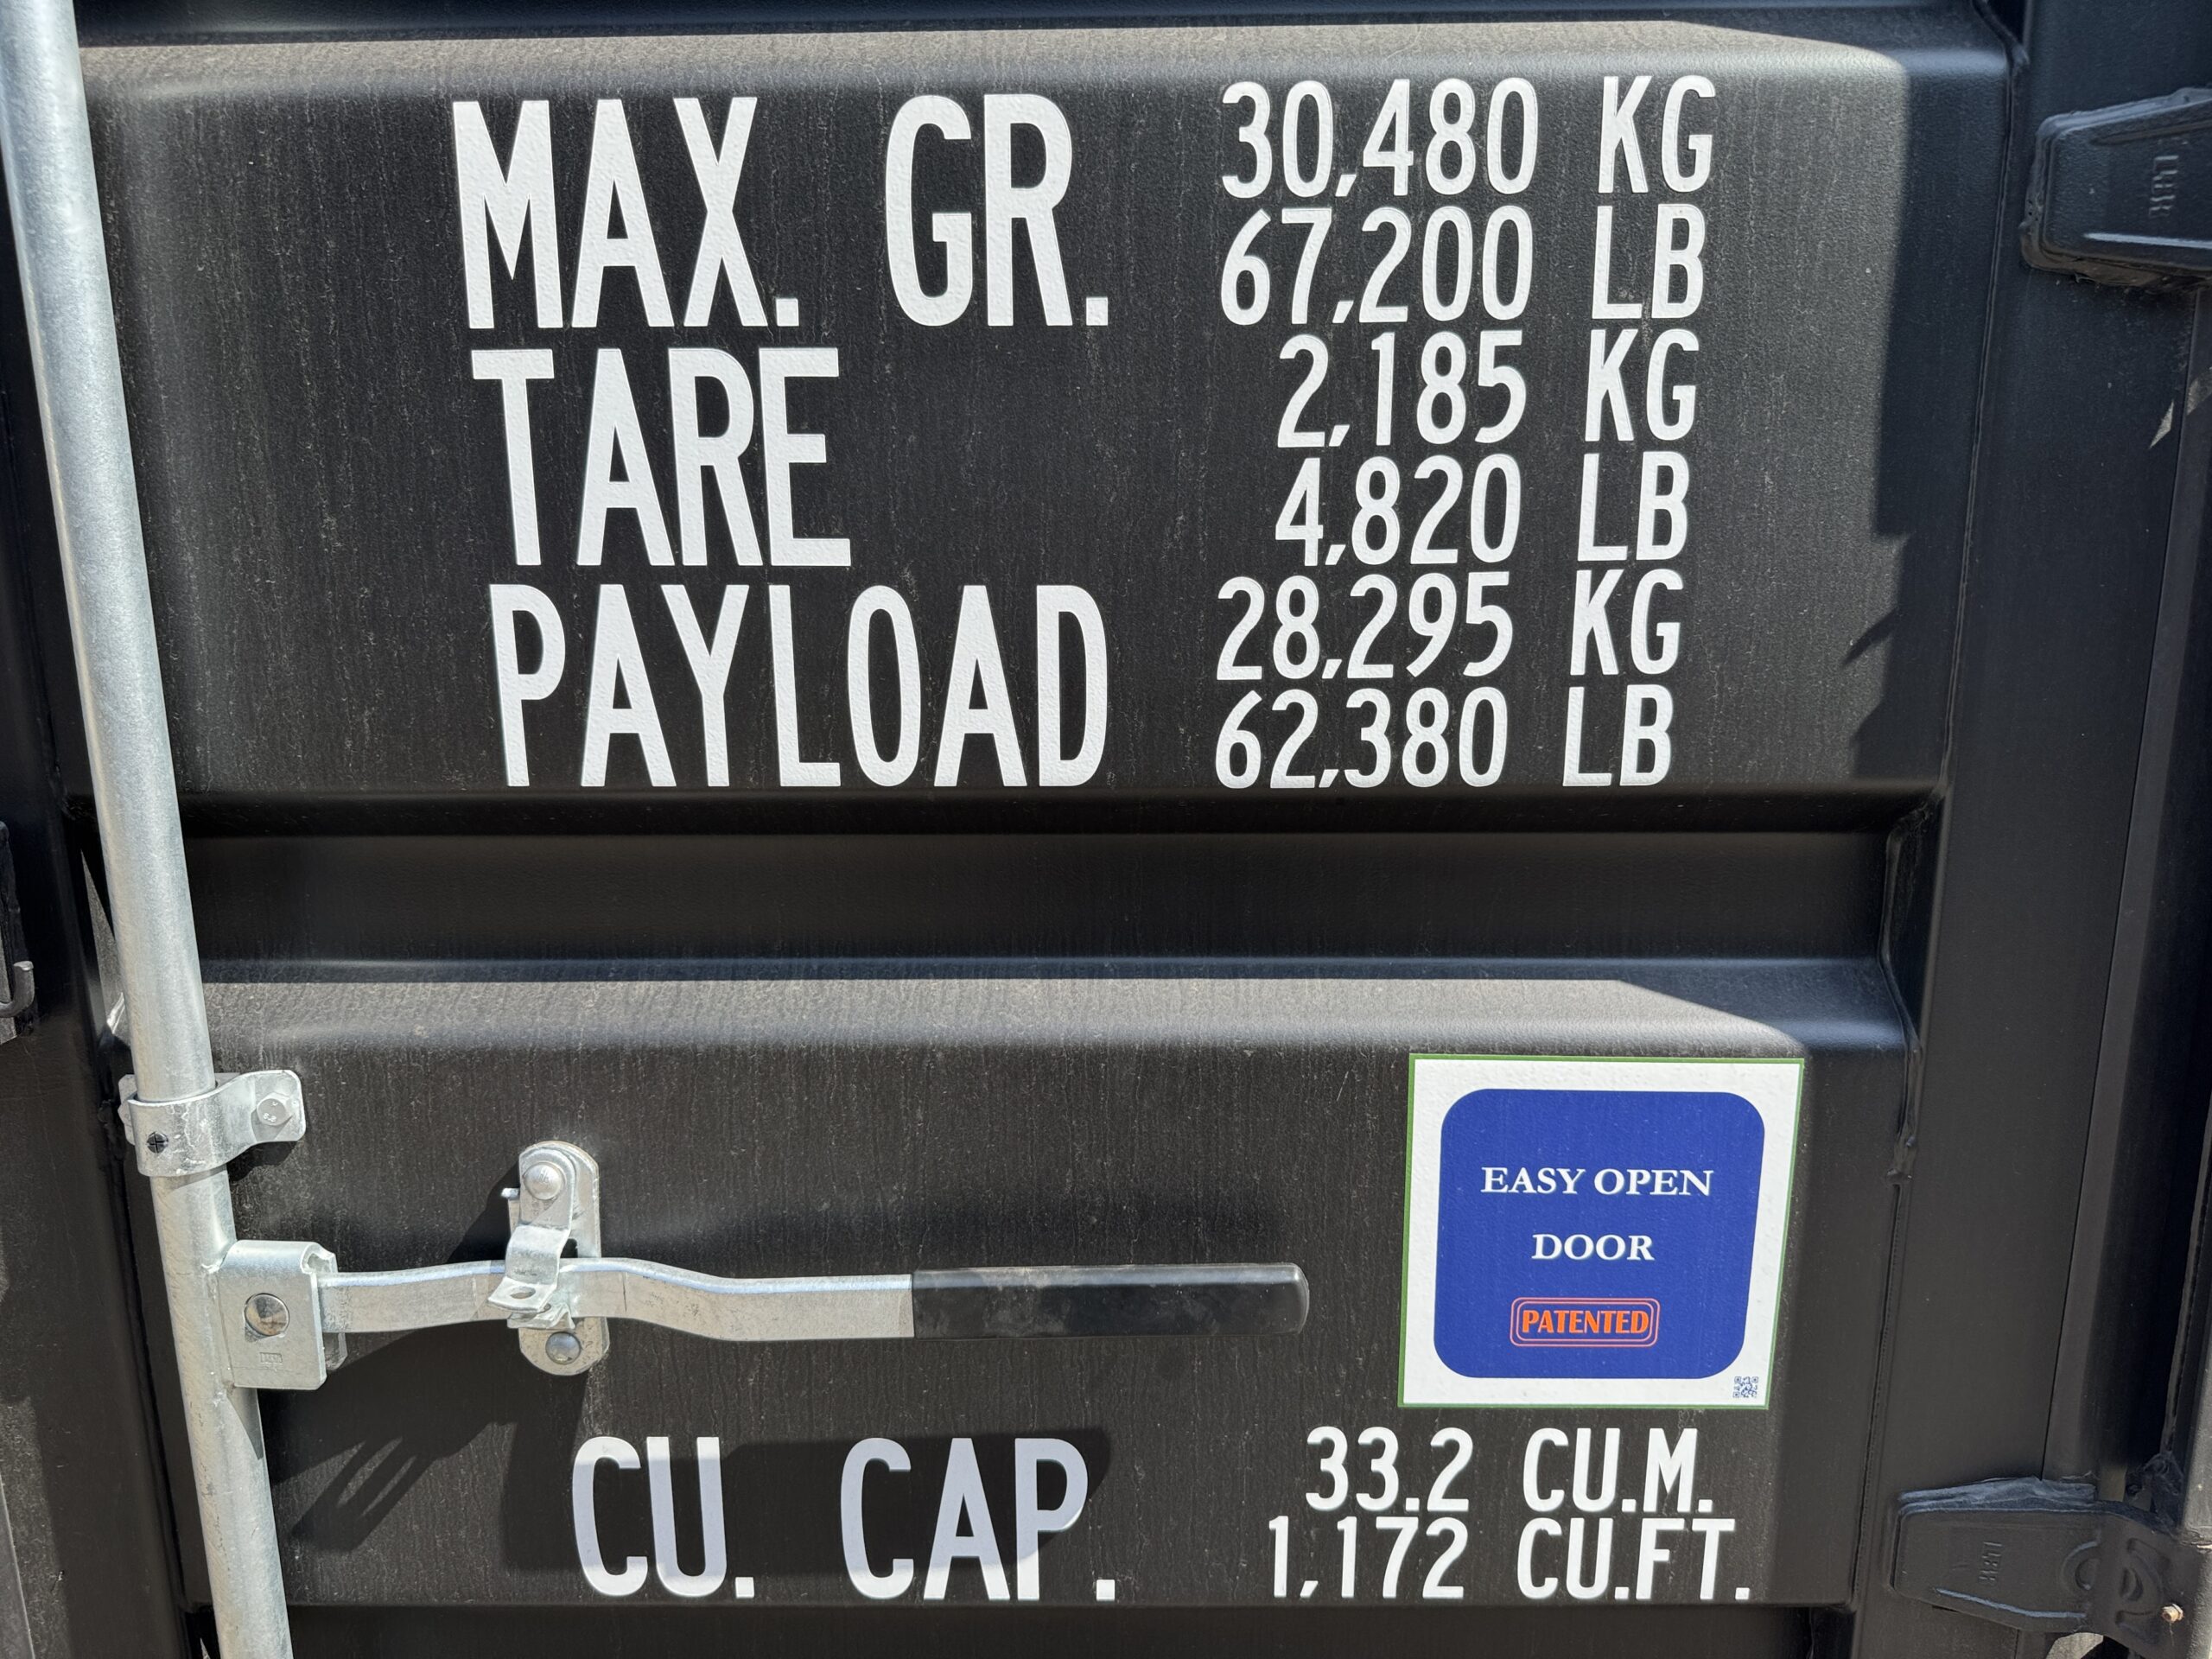 MAX. GR. 30,480 KG
67,200 LB
TARE 2,185 KG
4,820 LB
PAYLOAD 28,295 KG
62,380 LB
EASY OPEN
DOOR
PATENTED
CU. CAP. 33.2 CU.M.
1,172 CU.FT.